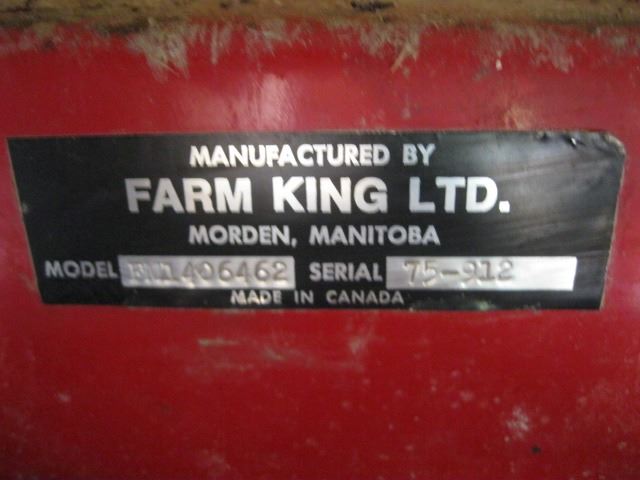 MANUFACTURED BY
FARM KING LTD.
MORDEN, MANITOBA
MODEL SERIAL 75-912
MADE IN CANADA